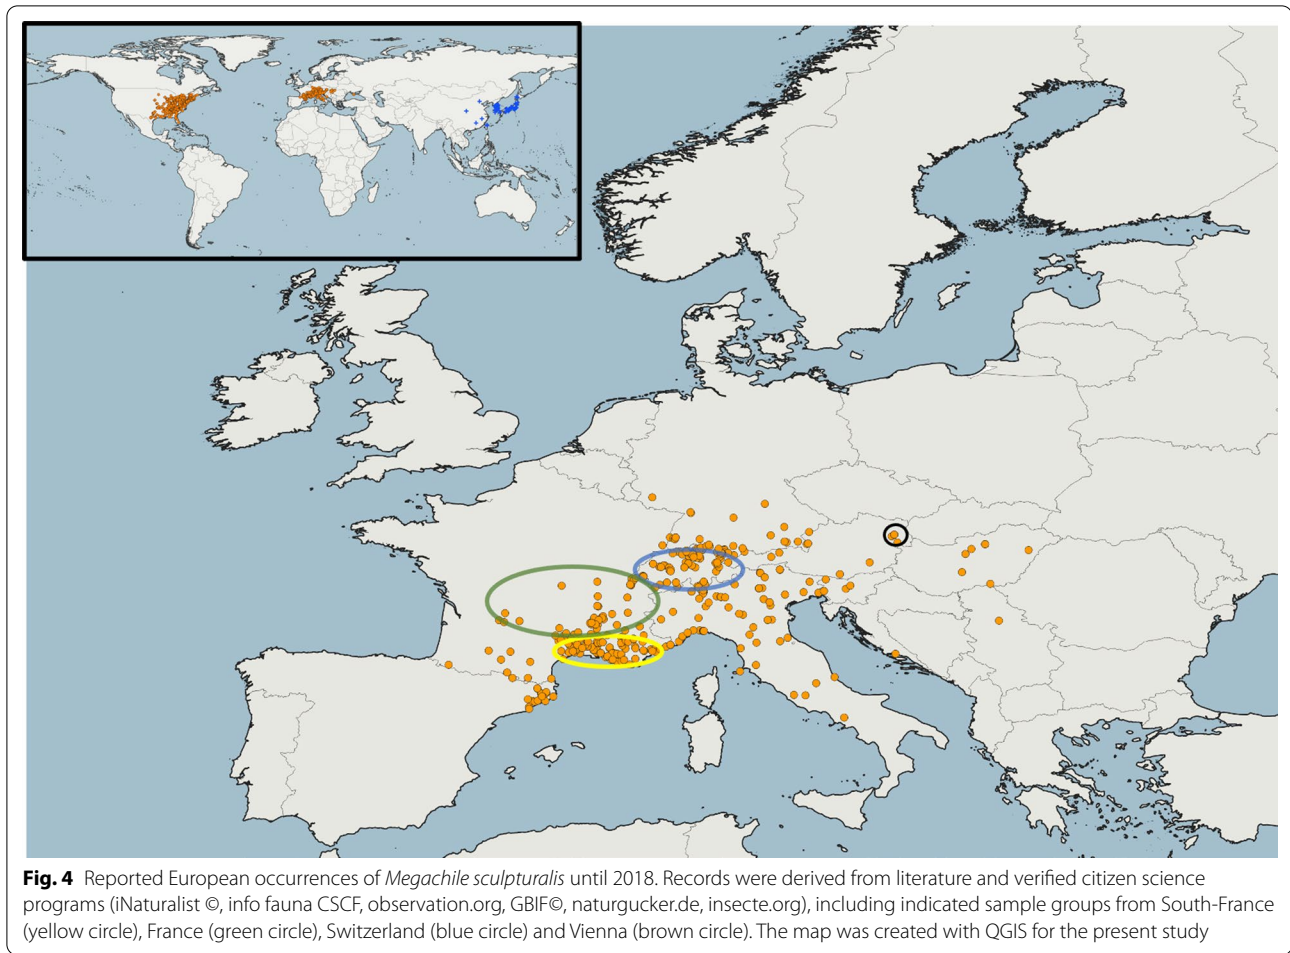 Fig. 4 Reported European occurrences of Megachile sculpturalis until 2018. Records were derived from literature and verified citizen science
programs (iNaturalist ©, info fauna CSCF, observation.org, GBIF©, naturgucker.de, insecte.org), including indicated sample groups from South-France
(yellow circle), France (green circle), Switzerland (blue circle) and Vienna (brown circle). The map was created with QGIS for the present study